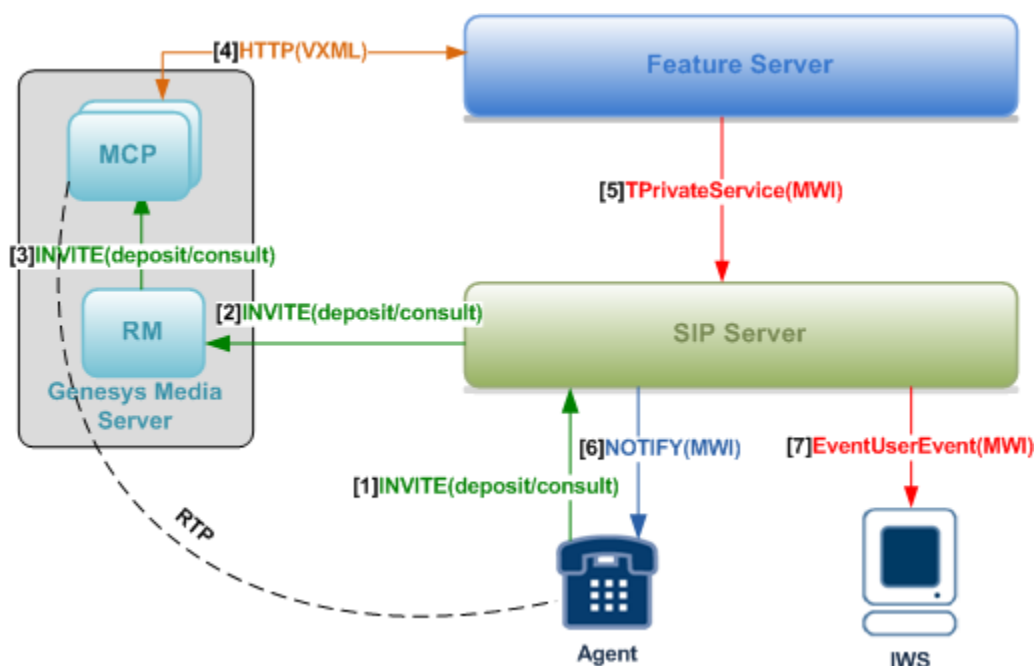 [4]HTTP(VXML)
Feature Server
MCP
[5]TPrivateService(MWI)
[3]INVITE(deposit/consult)
[2]INVITE(deposit/consult)
RM
SIP Server
Genesys Media
Server
[6]NOTIFY(MWI)
[7]EventUserEvent(MWI)
[1]INVITE(deposit/consult)
RTP
Agent
IWS